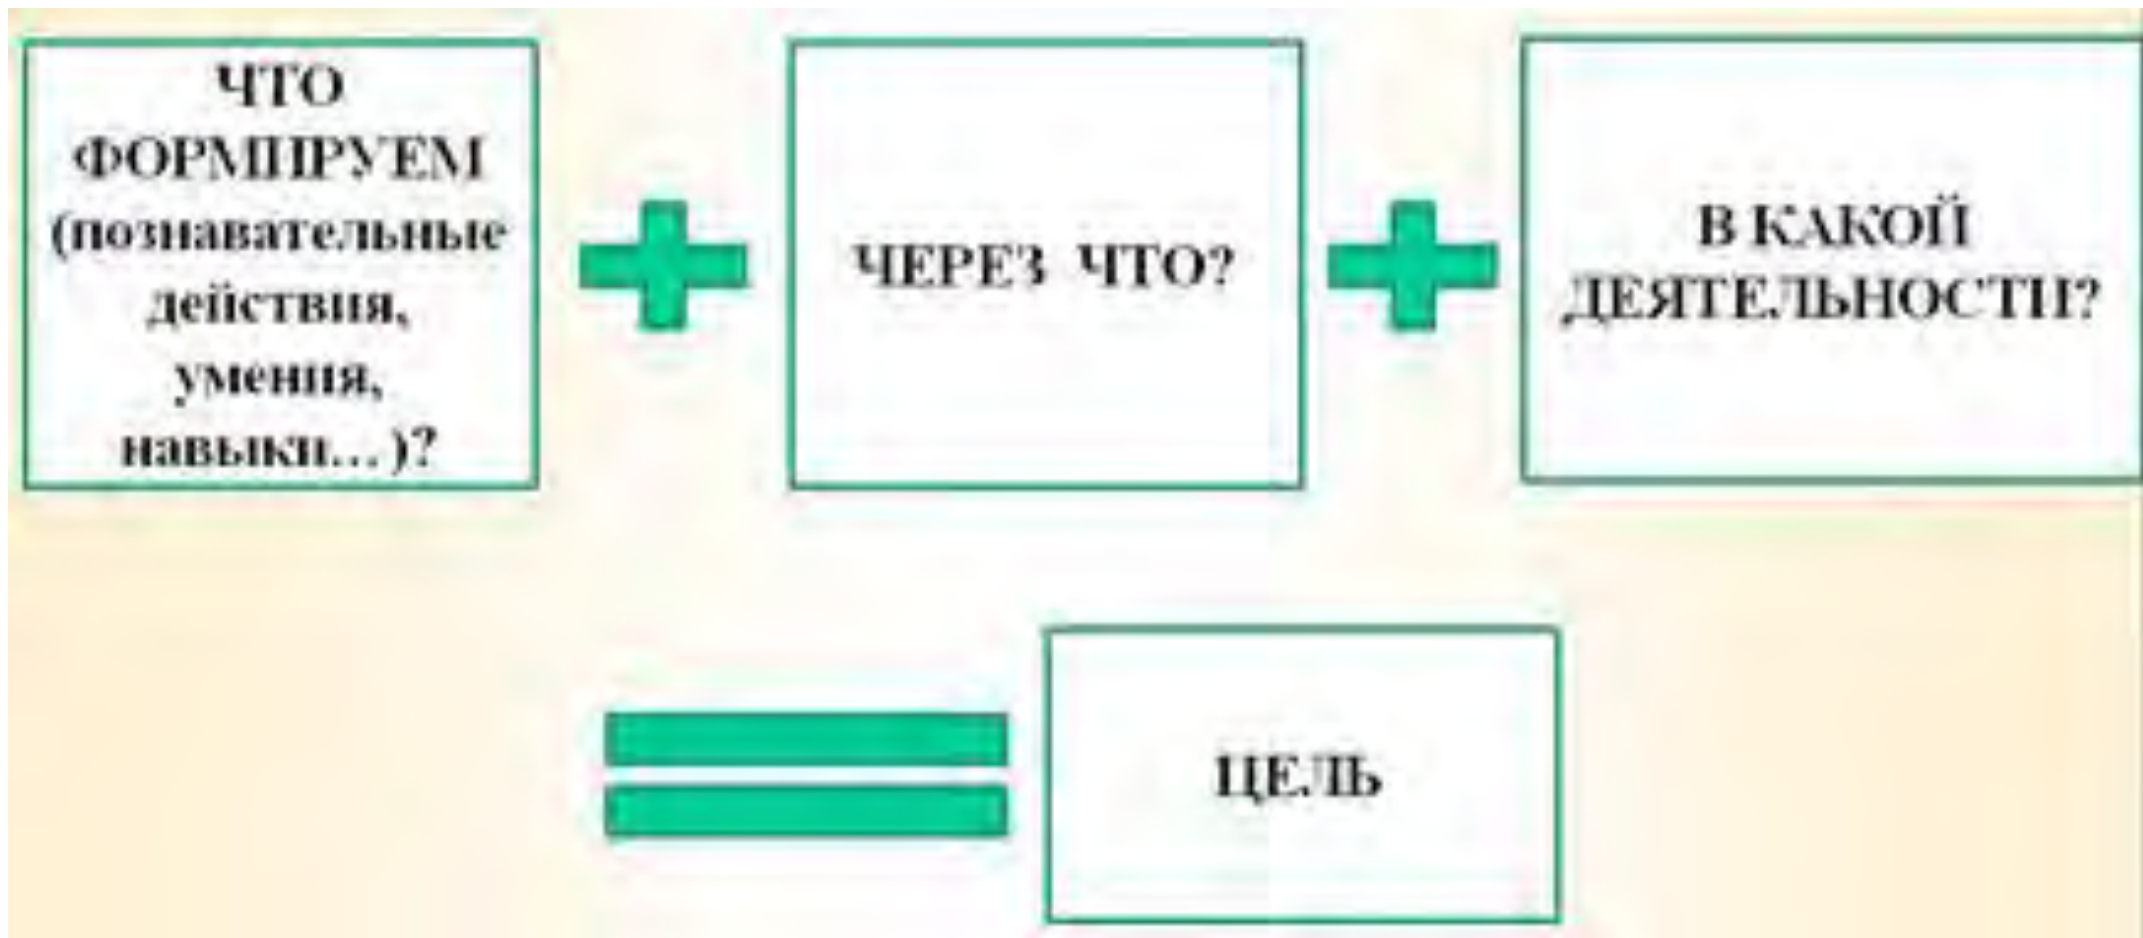 ЧТО
ФОРМИРУЕМ
(познавательные
действия,
умения,
навыки...)?
ЧЕРЕЗ ЧТО?
В КАКОЙ
ДЕЯТЕЛЬНОСТИ?
ЦЕЛЬ